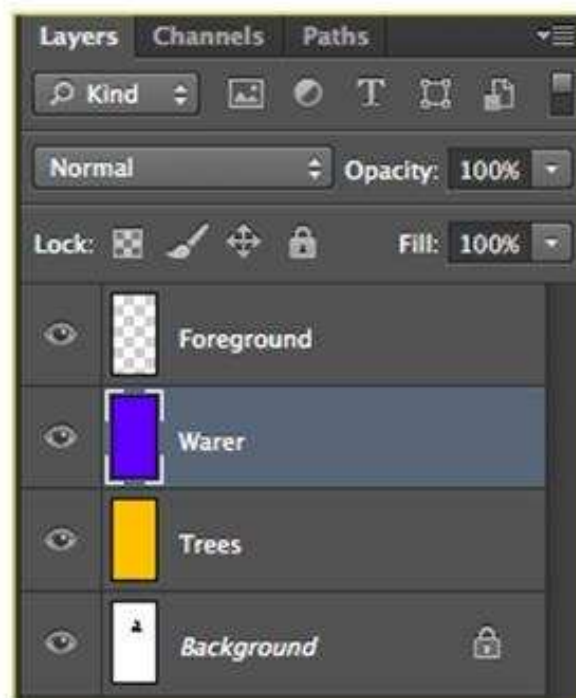 Layers Channels Paths
Kind T
Normal Opacity: 100%
Lock: Fill: 100%
Foreground
Warer
Trees
Background